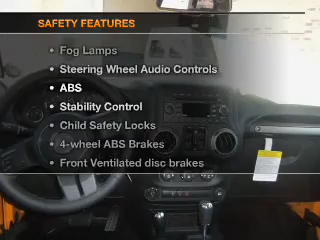 SAFETY FEATURES
• Fog Lamps
• Steering Wheel Audio Controls
• ABS
• Stability Control
• Child Safety Locks
• 4-wheel ABS Brakes
• Front Ventilated disc brakes